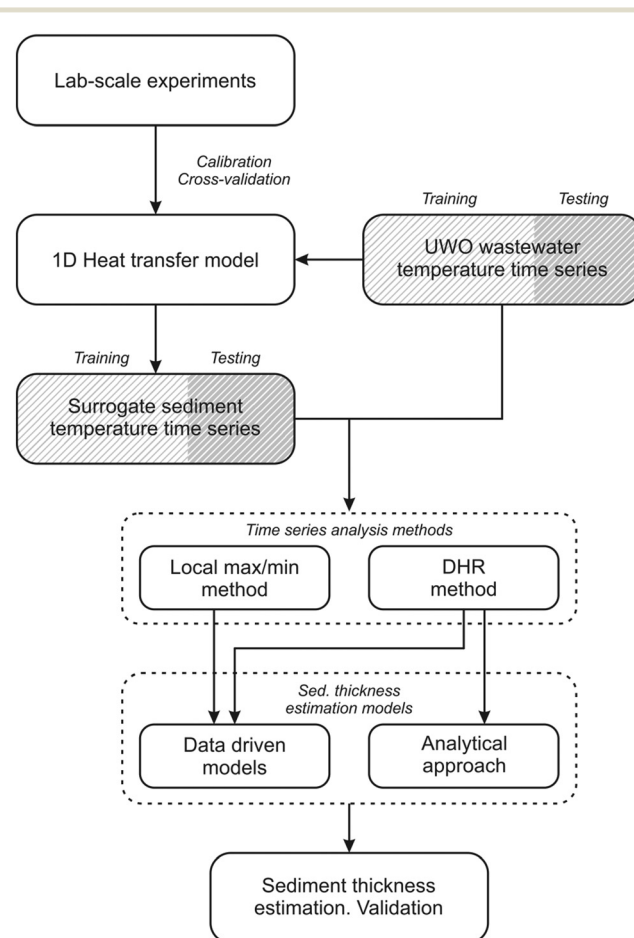 Lab-scale experiments
Calibration
Cross-validation
Training Testing
1D Heat transfer model
UWO wastewater
temperature time series
Training Testing
Surrogate sediment
temperature time series
Time series analysis methods
Local max/min
method
DHR
method
Sed. thickness
estimation models
Data driven
models
Analytical
approach
Sediment thickness
estimation. Validation